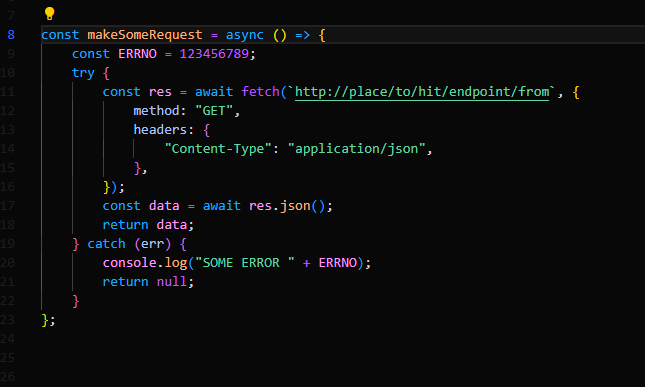 7
8 const makeSomeRequest = async () => {
9     const ERRNO = 123456789;
10     try {
11         const res = await fetch(`http://place/to/hit/endpoint/from`, {
12             method: "GET",
13             headers: {
14                 "Content-Type": "application/json",
15             },
16         });
17         const data = await res.json();
18         return data;
19     } catch (err) {
20         console.log("SOME ERROR " + ERRNO);
21         return null;
22     }
23 };
24
25
26